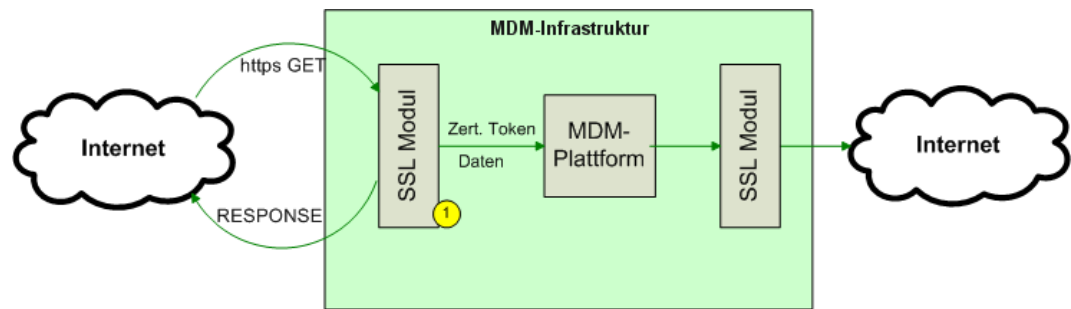 MDM-Infrastruktur
https GET
Internet
SSL Modul
Zert. Token
Daten
MDM-
Plattform
SSL Modul
Internet
RESPONSE
1